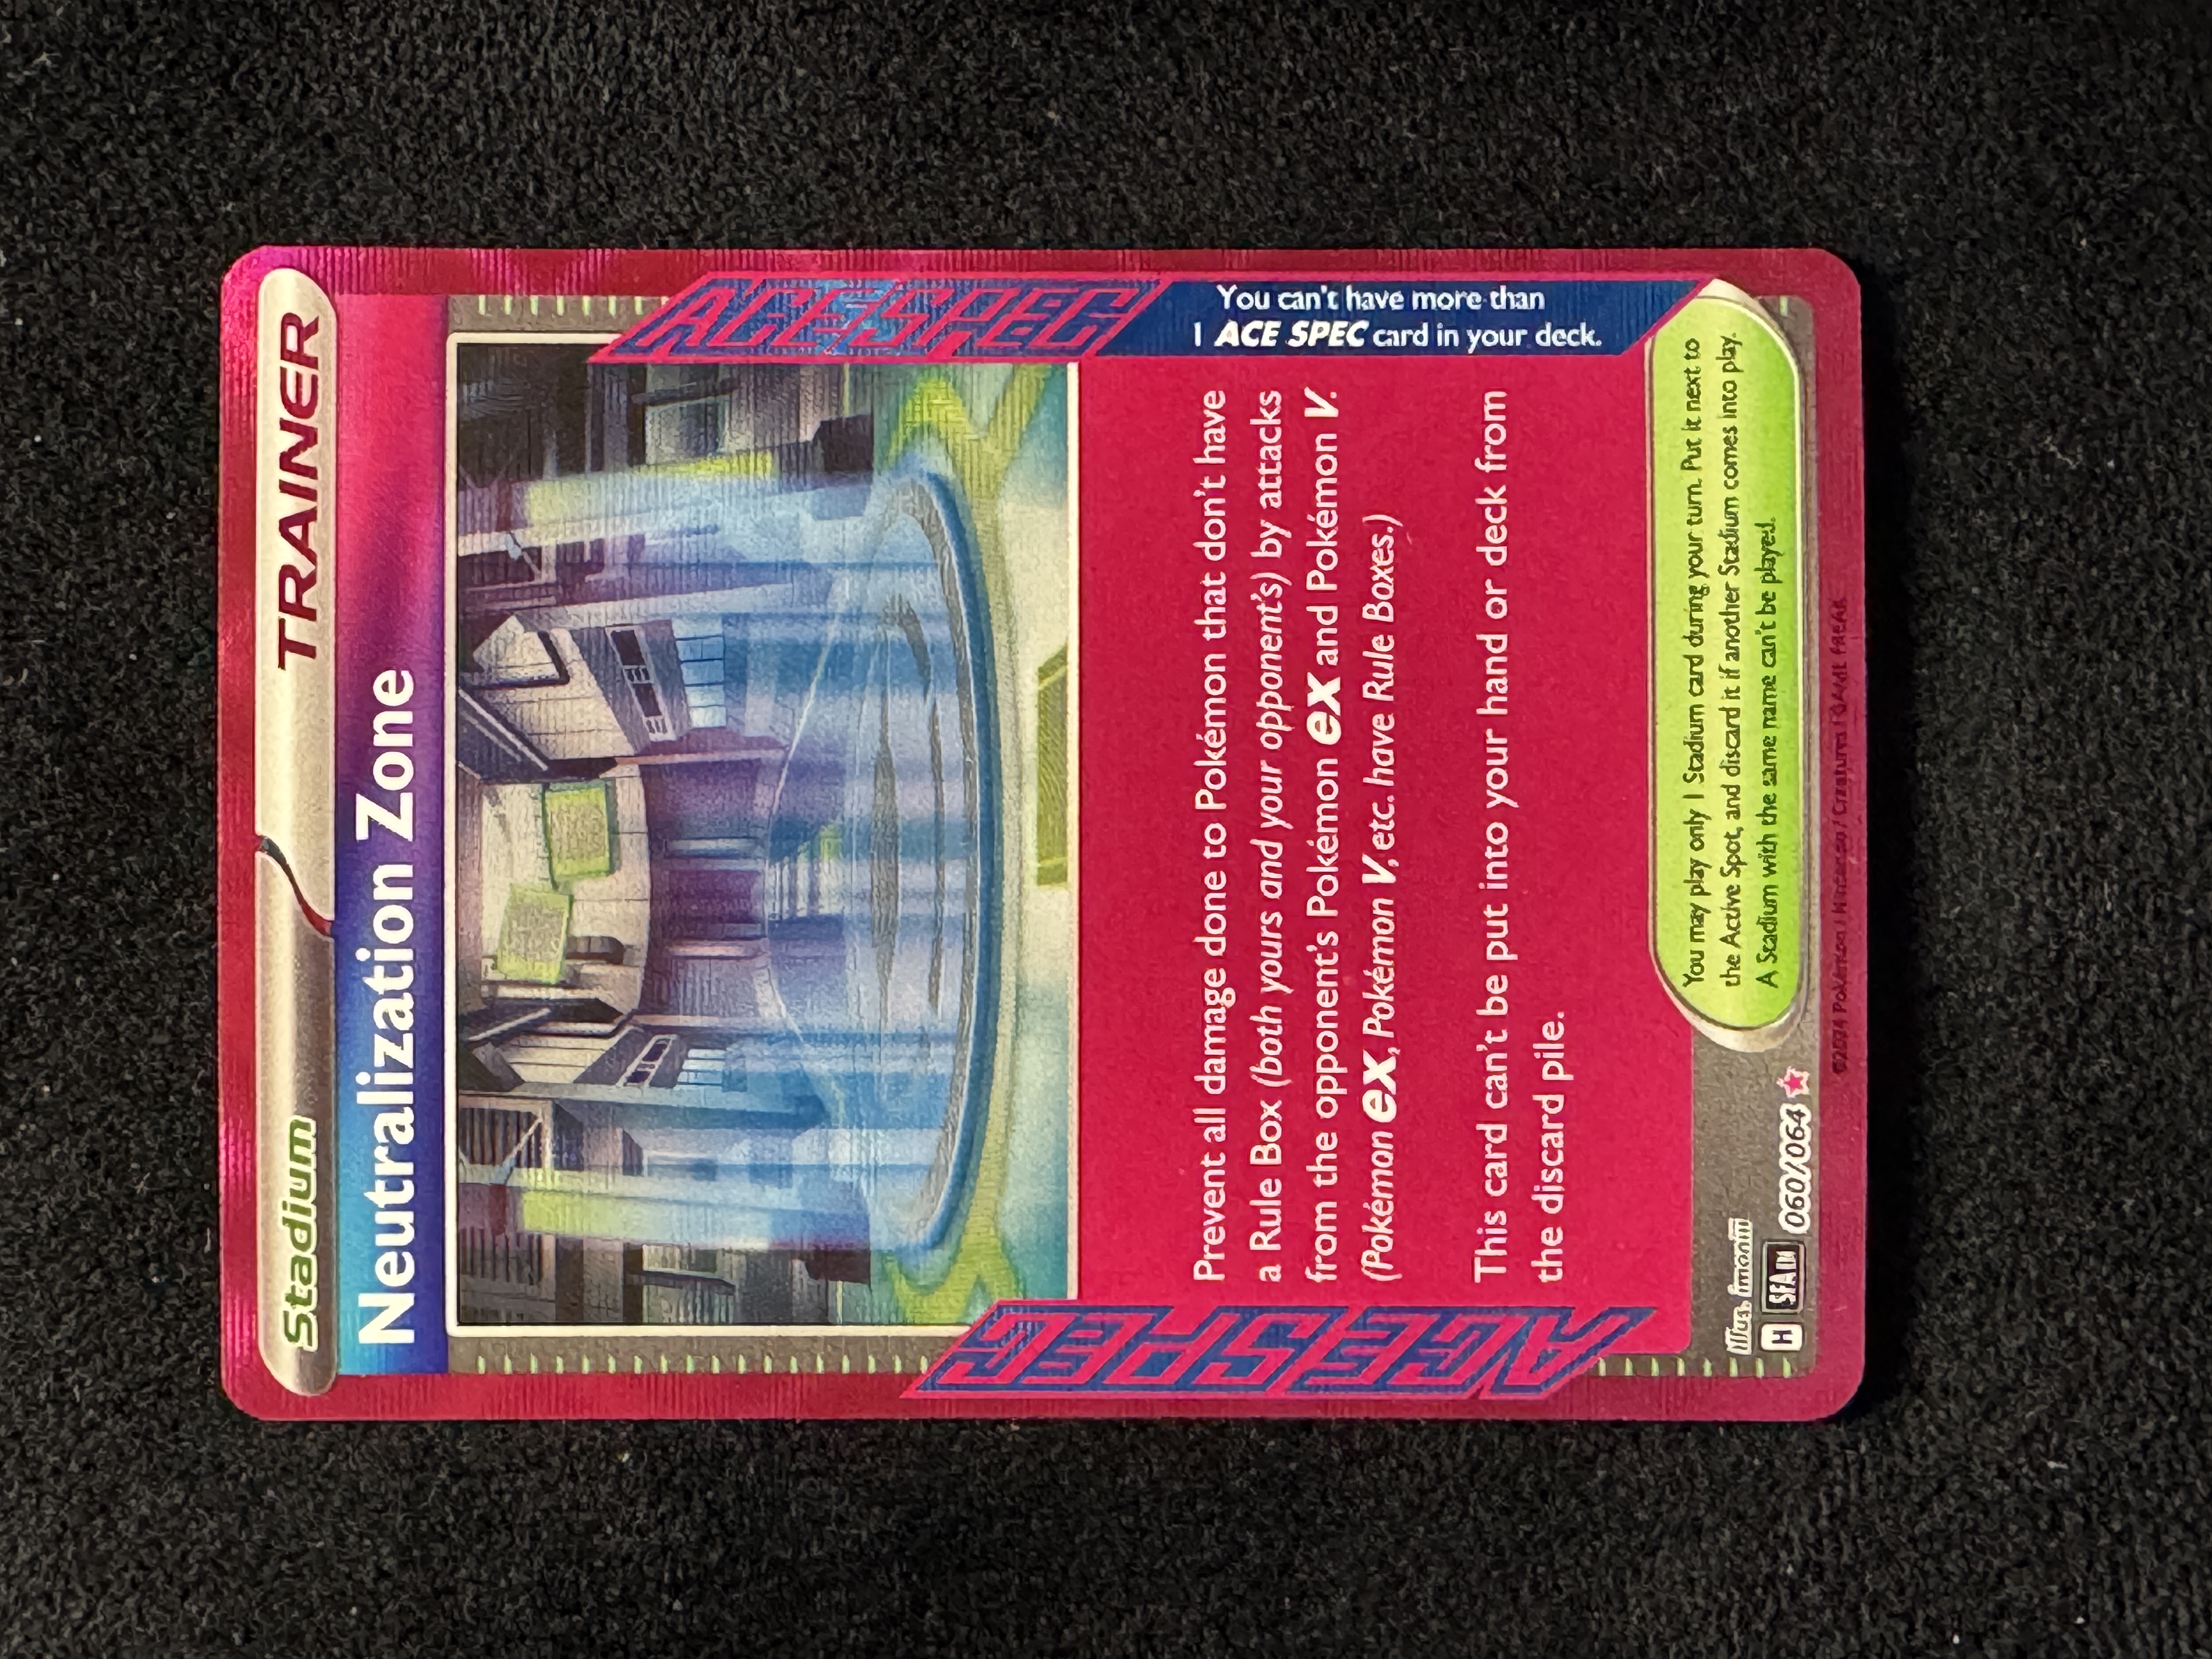 Stadium
TRAINER
Neutralization Zone
ACE SPEC
You can't have more than
1 ACE SPEC card in your deck.
Prevent all damage done to Pokémon that don't have
a Rule Box (both yours and your opponent's) by attacks
from the opponent's Pokémon ex and Pokémon V.
(Pokémon ex, Pokémon V, etc. have Rule Boxes.)
This card can't be put into your hand or deck from
the discard pile.
ACE SPEC
You may play only 1 Stadium card during your turn. Put it next to
the Active Spot, and discard it if another Stadium comes into play.
A Stadium with the same name can't be played.
Illus. imoniii
H SFA EN 060/064
©2024 Pokémon / Nintendo / Creatures / GAME FREAK